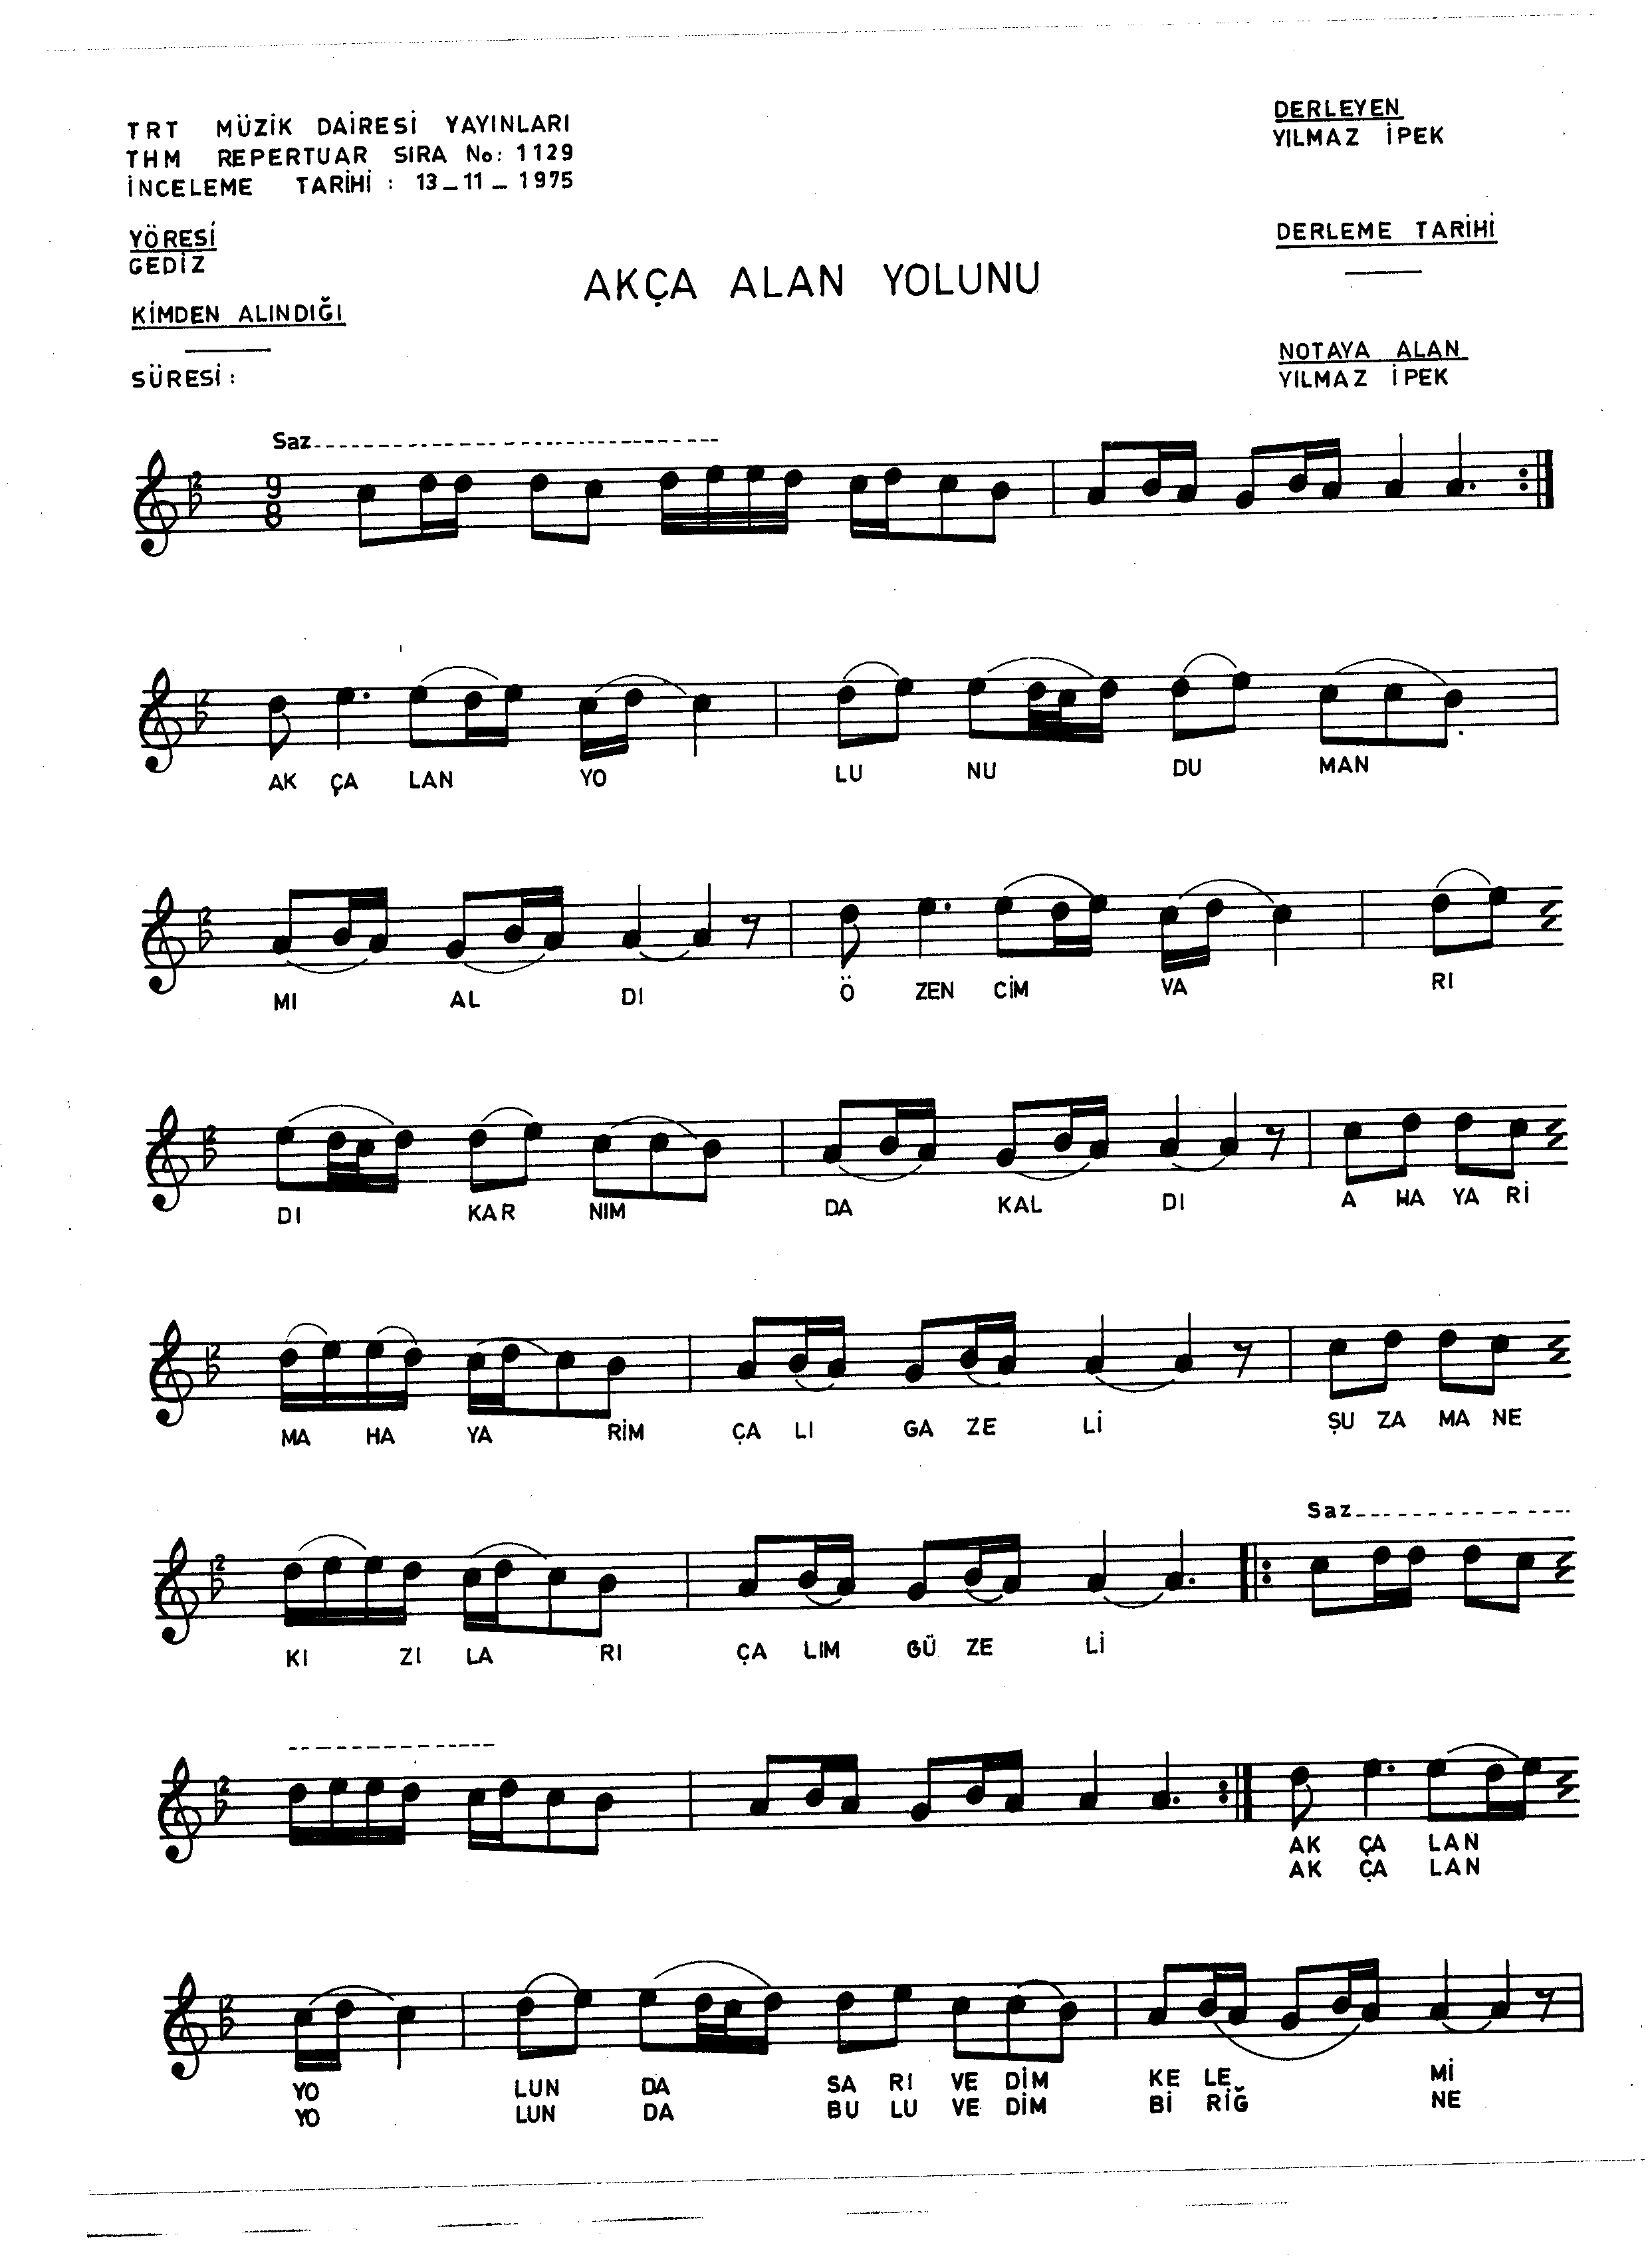 TRT MÜZİK DAİRESİ YAYINLARI
THM REPERTUAR SIRA No: 1129
İNCELEME TARİHİ : 13_11_1975
DERLEYEN
YILMAZ İPEK
YÖRESİ
GEDİZ
DERLEME TARİHİ
AKÇA ALAN YOLUNU
KİMDEN ALINDIĞI
NOTAYA ALAN
YILMAZ İPEK
SÜRESİ :
Saz
9
8
AK ÇA LAN YO LU NU DU MAN
MI AL DI Ö ZEN CİM VA RI
DI KAR NIM DA KAL DI A HA YA Rİ
MA HA YA RİM ÇA LI GA ZE Lİ ŞU ZA MA NE
Saz
KI ZI LA RI ÇA LIM GÜ ZE Lİ
AK ÇA LAN
AK ÇA LAN
YO LUN DA SA RI VE DİM KE LE Mİ
YO LUN DA BU LU VE DİM Bİ RİĞ NE